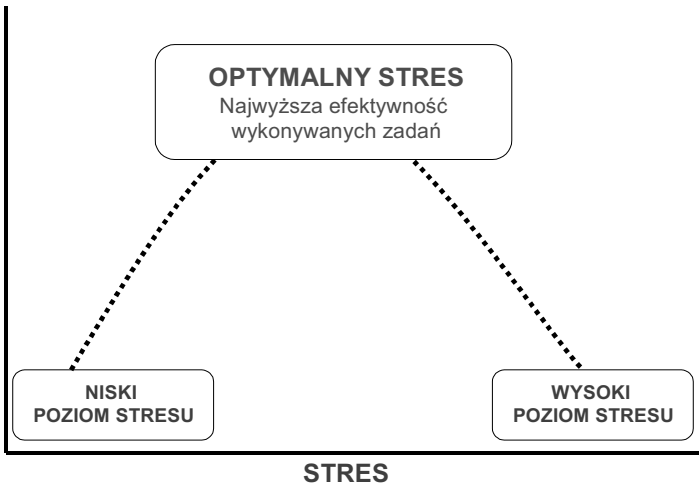 OPTYMALNY STRES
Najwyższa efektywność
wykonywanych zadań
NISKI
POZIOM STRESU
WYSOKI
POZIOM STRESU
STRES